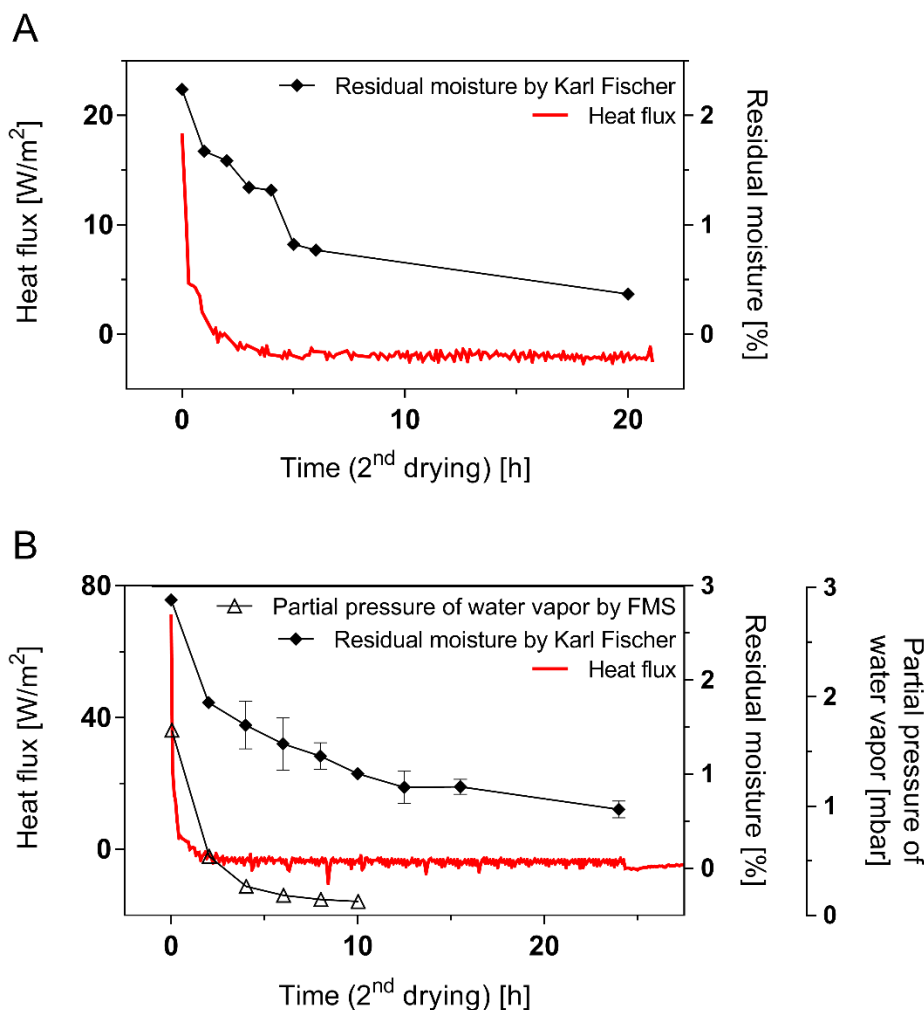 A
Residual moisture by Karl Fischer
Heat flux
Heat flux [W/m²]
20
10
0
Residual moisture [%]
2
1
0
0
10
20
Time (2ⁿᵈ drying) [h]
B
Partial pressure of water vapor by FMS
Residual moisture by Karl Fischer
Heat flux
Heat flux [W/m²]
80
40
0
Residual moisture [%]
3
2
1
0
Partial pressure of
water vapor [mbar]
3
2
1
0
0
10
20
Time (2ⁿᵈ drying) [h]